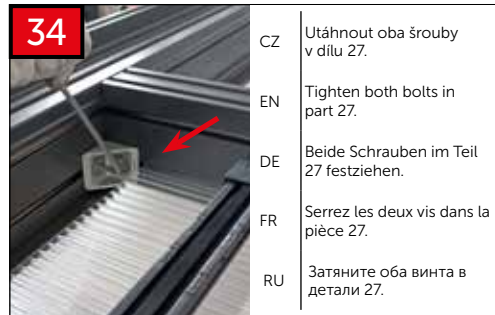 34
CZ Utáhnout oba šrouby
v dílu 27.
EN Tighten both bolts in
part 27.
DE Beide Schrauben im Teil
27 festziehen.
FR Serrez les deux vis dans la
pièce 27.
RU Затяните оба винта в
детали 27.